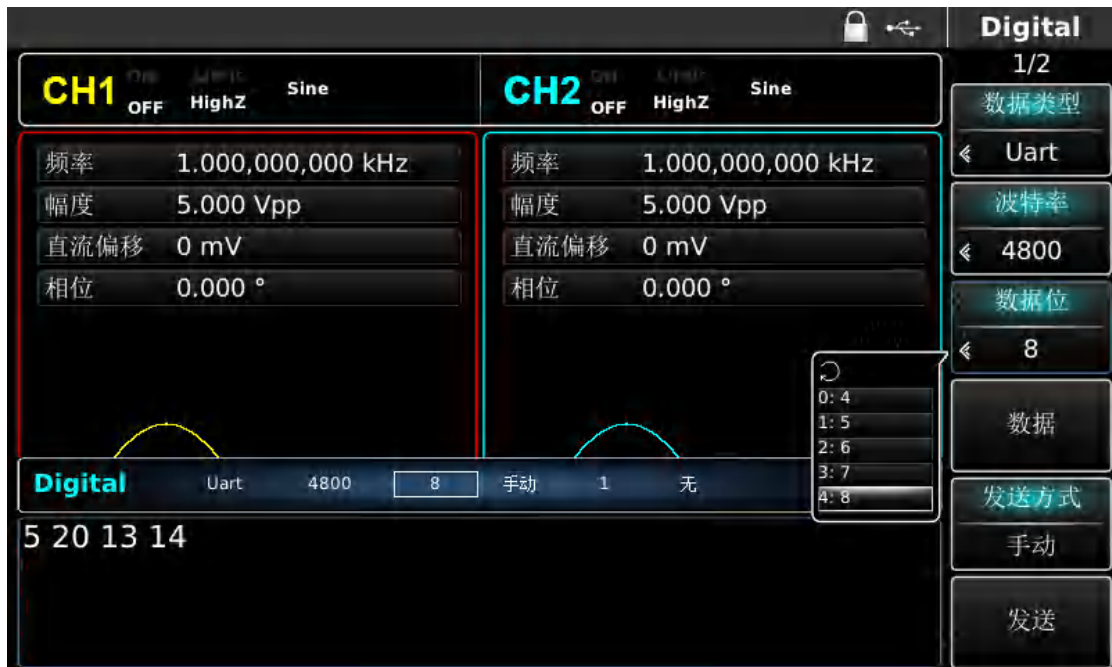 Digital
1/2
CH1 OFF HighZ Sine
CH2 OFF HighZ Sine
频率 1.000,000,000 kHz
幅度 5.000 Vpp
直流偏移 0 mV
相位 0.000 °
频率 1.000,000,000 kHz
幅度 5.000 Vpp
直流偏移 0 mV
相位 0.000 °
0: 4
1: 5
2: 6
3: 7
4: 8
Digital Uart 4800 8 手动 1 无
5 20 13 14
数据类型
Uart
波特率
4800
数据位
8
数据
发送方式
手动
发送